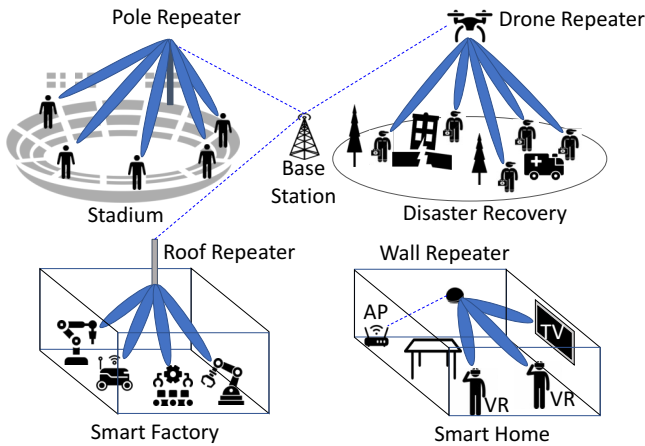 Pole Repeater
Drone Repeater
Base
Station
Stadium
Disaster Recovery
Roof Repeater
Wall Repeater
AP
TV
VR
VR
Smart Factory
Smart Home